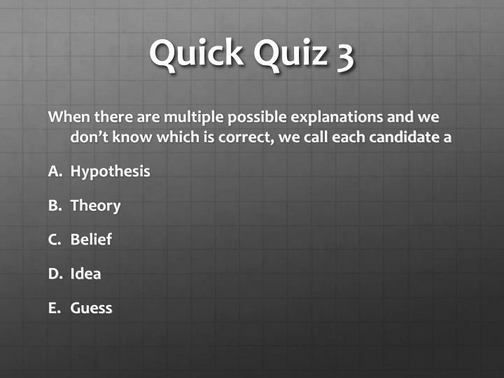 Quick Quiz 3
When there are multiple possible explanations and we
don't know which is correct, we call each candidate a
A. Hypothesis
B. Theory
C. Belief
D. Idea
E. Guess